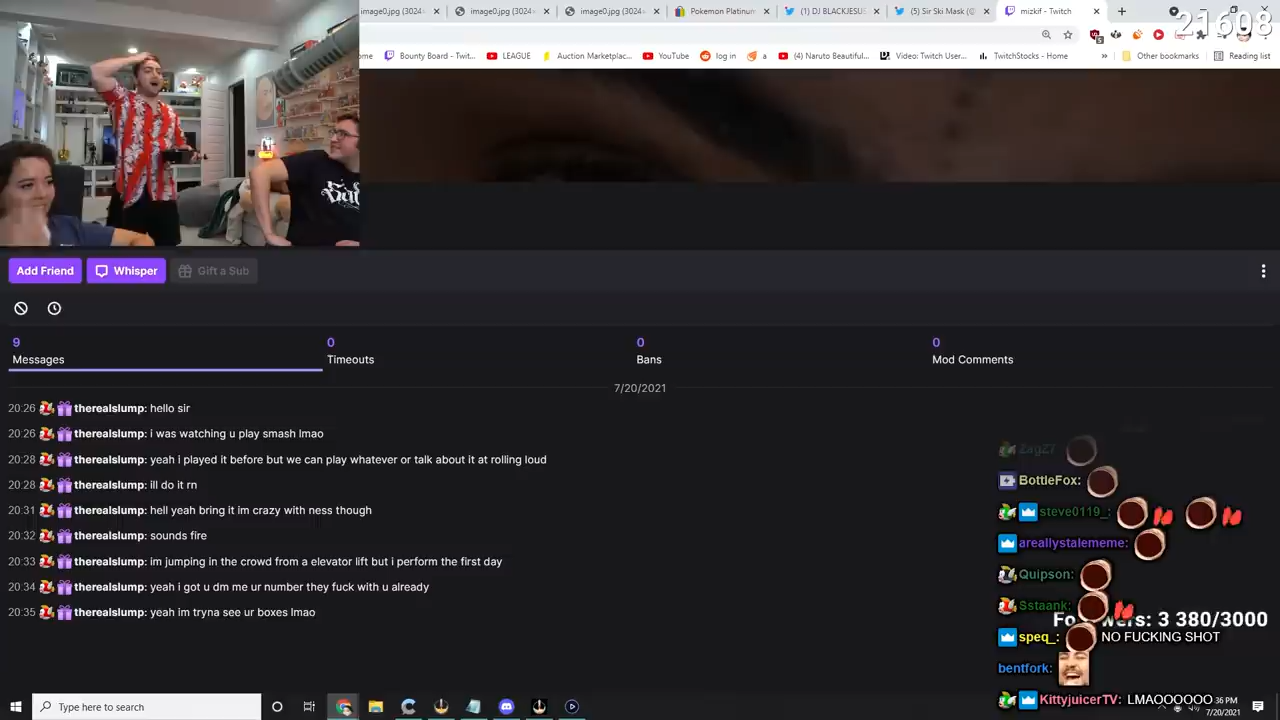 image0.jpg (3024
image0.jpg (3024
image0.jpg (3024
Pokemon Platinu
(1) DJ BLACKJESU
(5) Sir Ski Mask (@
mizkif - Twitch
21608
Bounty Board - Twit...
LEAGUE
Auction Marketplac...
YouTube
log in
a
(4) Naruto Beautiful...
Video: Twitch User...
TwitchStocks - Home
Other bookmarks
Reading list
Add Friend
Whisper
Gift a Sub
9
Messages
0
Timeouts
0
Bans
0
Mod Comments
7/20/2021
20:26 therealslump: hello sir
20:26 therealslump: i was watching u play smash lmao
20:28 therealslump: yeah i played it before but we can play whatever or talk about it at rolling loud
20:28 therealslump: ill do it rn
20:31 therealslump: hell yeah bring it im crazy with ness though
20:32 therealslump: sounds fire
20:33 therealslump: im jumping in the crowd from a elevator lift but i perform the first day
20:34 therealslump: yeah i got u dm me ur number they fuck with u already
20:35 therealslump: yeah im tryna see ur boxes lmao
BottleFox:
steve0119_:
areallystalememe:
Quipson:
Sstaank:
3 380/3000
speq_: NO FUCKING SHOT
bentfork:
KittyjuicerTV: LMAOOOOOO
36 PM
7/20/2021
Type here to search